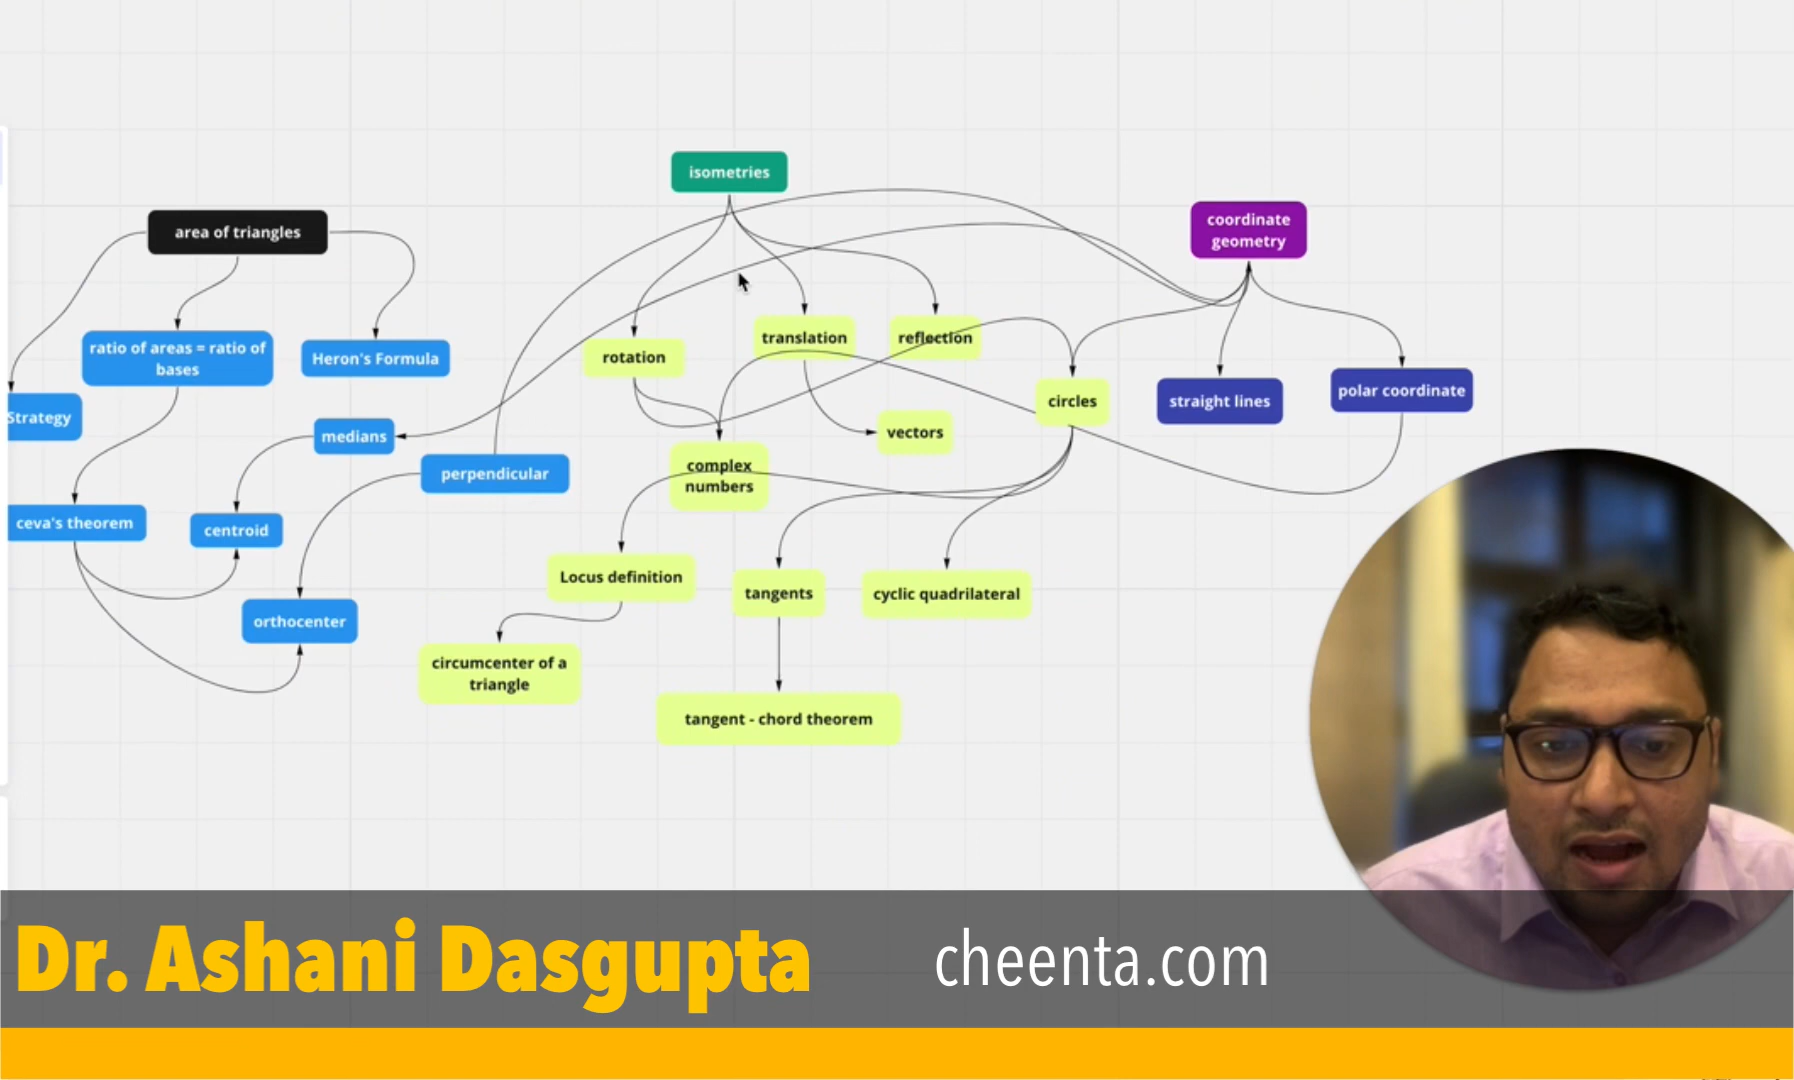 isometries
coordinate
geometry
area of triangles
ratio of areas = ratio of
bases
Heron's Formula
rotation
translation
reflection
Strategy
medians
perpendicular
circles
straight lines
polar coordinate
vectors
complex
numbers
ceva's theorem
centroid
Locus definition
tangents
cyclic quadrilateral
orthocenter
circumcenter of a
triangle
tangent - chord theorem
Dr. Ashani Dasgupta
cheenta.com